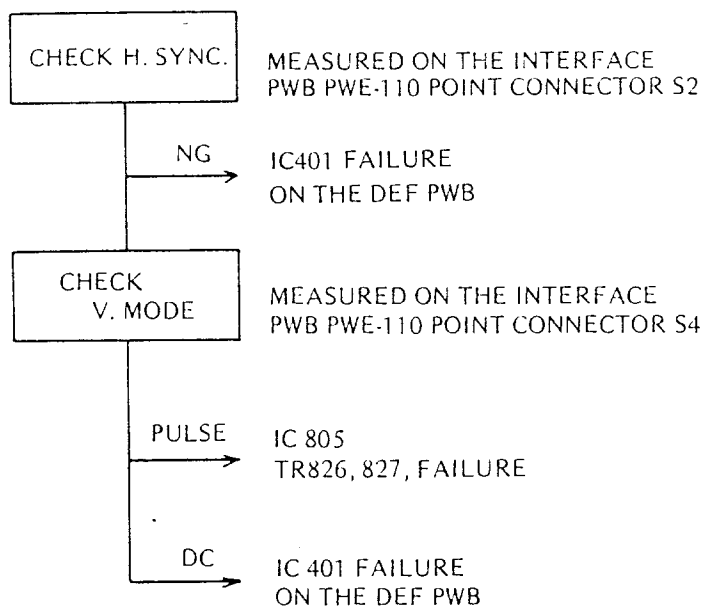 CHECK H. SYNC.
MEASURED ON THE INTERFACE
PWB PWE-110 POINT CONNECTOR S2
NG
IC401 FAILURE
ON THE DEF PWB
CHECK
V. MODE
MEASURED ON THE INTERFACE
PWB PWE-110 POINT CONNECTOR S4
PULSE
IC 805
TR826, 827, FAILURE
DC
IC 401 FAILURE
ON THE DEF PWB